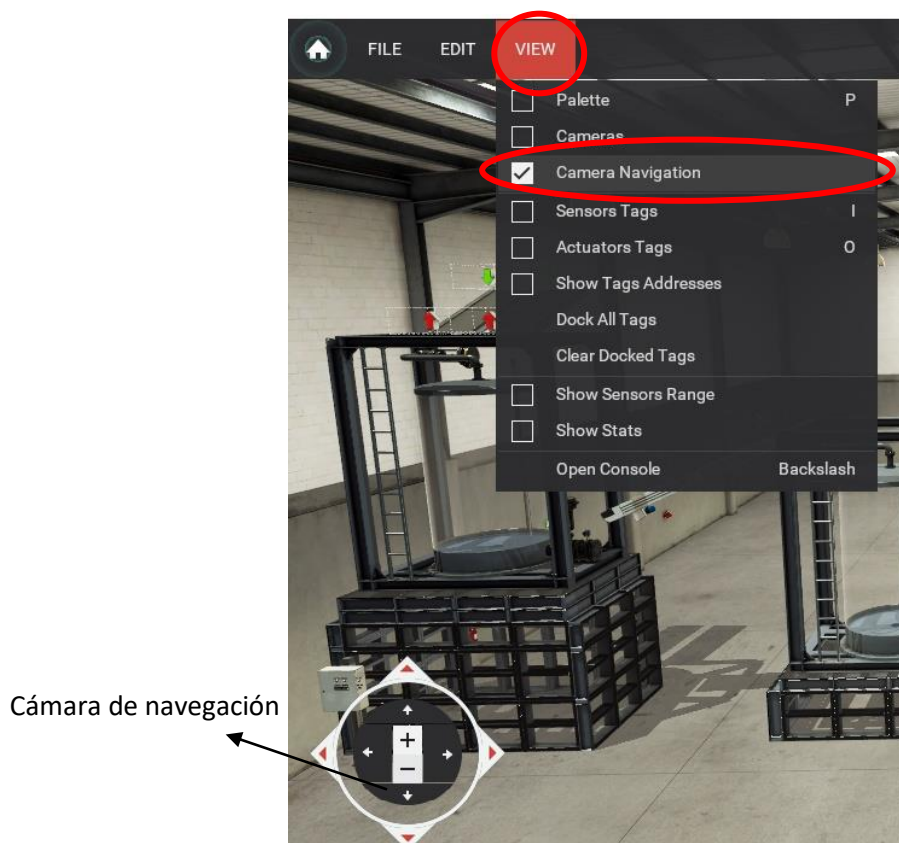 FILE EDIT VIEW
Palette P
Cameras
Camera Navigation
Sensors Tags I
Actuators Tags O
Show Tags Addresses
Dock All Tags
Clear Docked Tags
Show Sensors Range
Show Stats
Open Console Backslash
Cámara de navegación
+
−